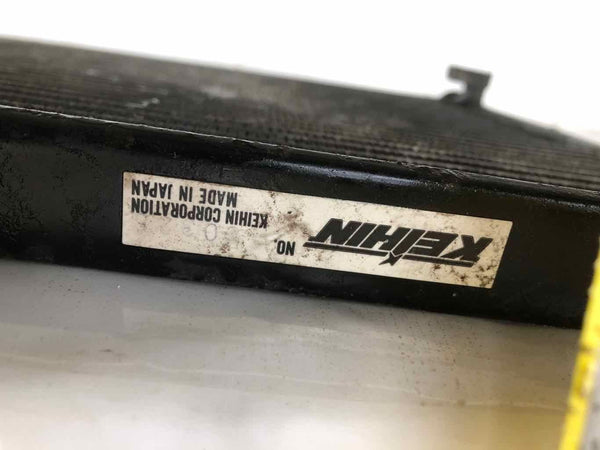 KEIHIN
NO.
KEIHIN CORPORATION
MADE IN JAPAN